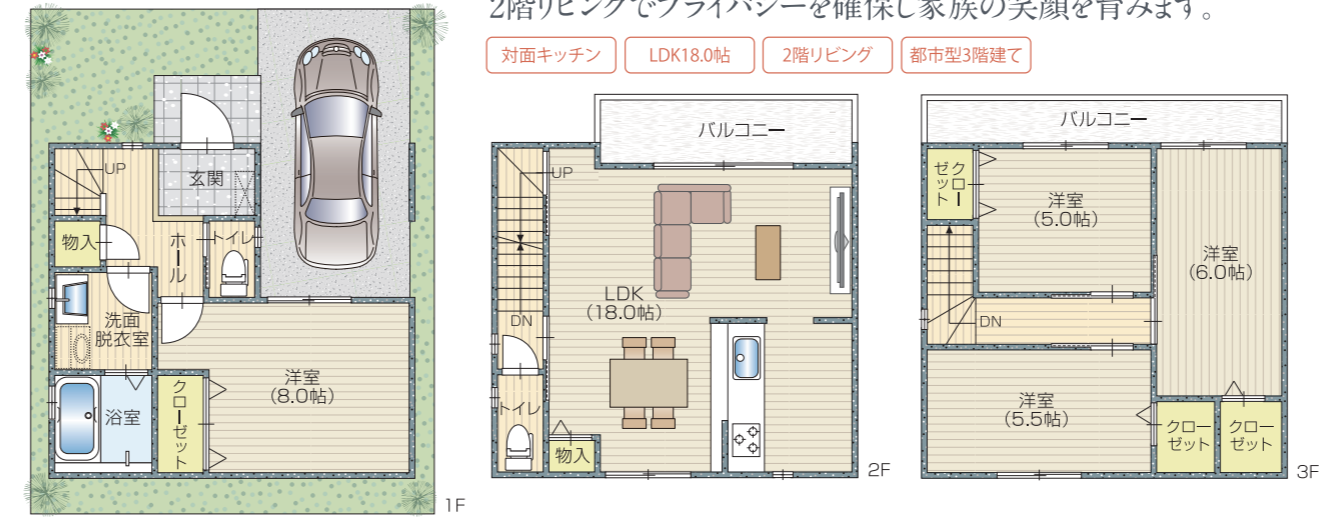 2階リビングでプライバシーを確保し家族の笑顔を育みます。
対面キッチン
LDK18.0帖
2階リビング
都市型3階建て
UP
玄関
物入
ホール
トイレ
洗面
脱衣室
浴室
クローゼット
洋室
(8.0帖)
1F
バルコニー
UP
LDK
(18.0帖)
DN
トイレ
物入
2F
バルコニー
クローゼット
洋室
(5.0帖)
洋室
(6.0帖)
DN
洋室
(5.5帖)
クロー
ゼット
クロー
ゼット
3F